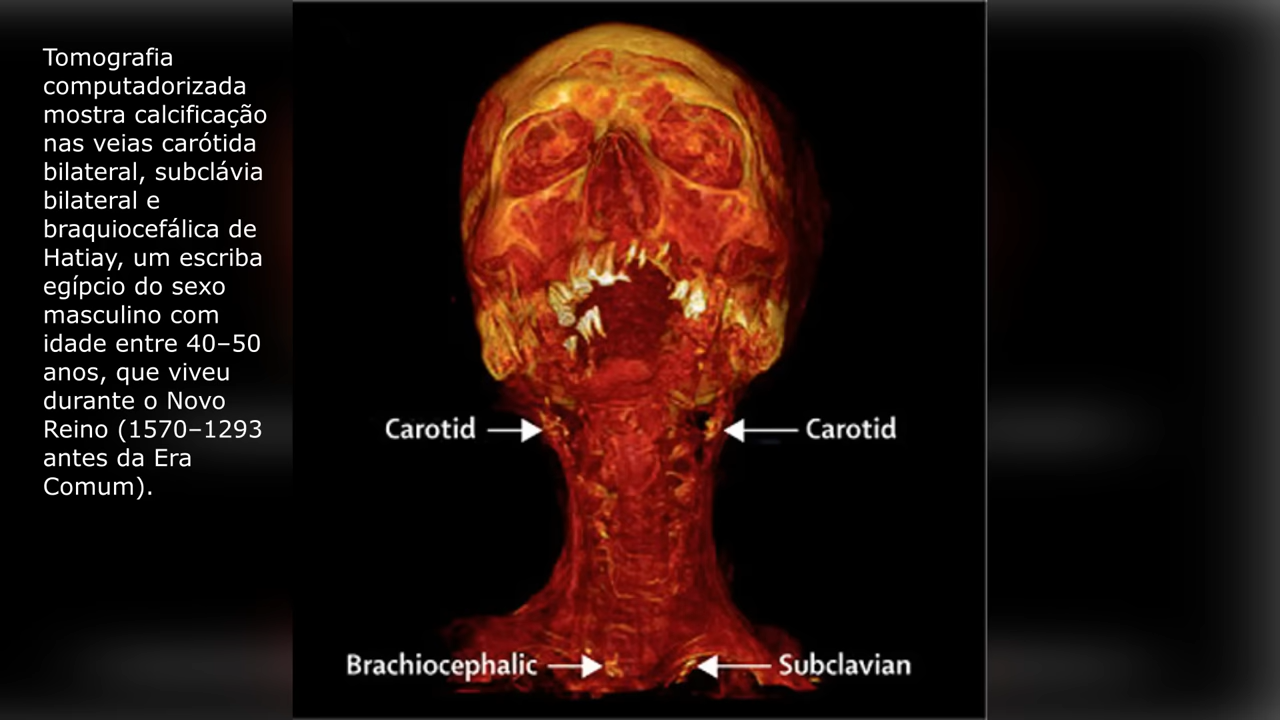 Tomografia
computadorizada
mostra calcificação
nas veias carótida
bilateral, subclávia
bilateral e
braquiocefálica de
Hatiay, um escriba
egípcio do sexo
masculino com
idade entre 40–50
anos, que viveu
durante o Novo
Reino (1570–1293
antes da Era
Comum).
Carotid
Carotid
Brachiocephalic
Subclavian